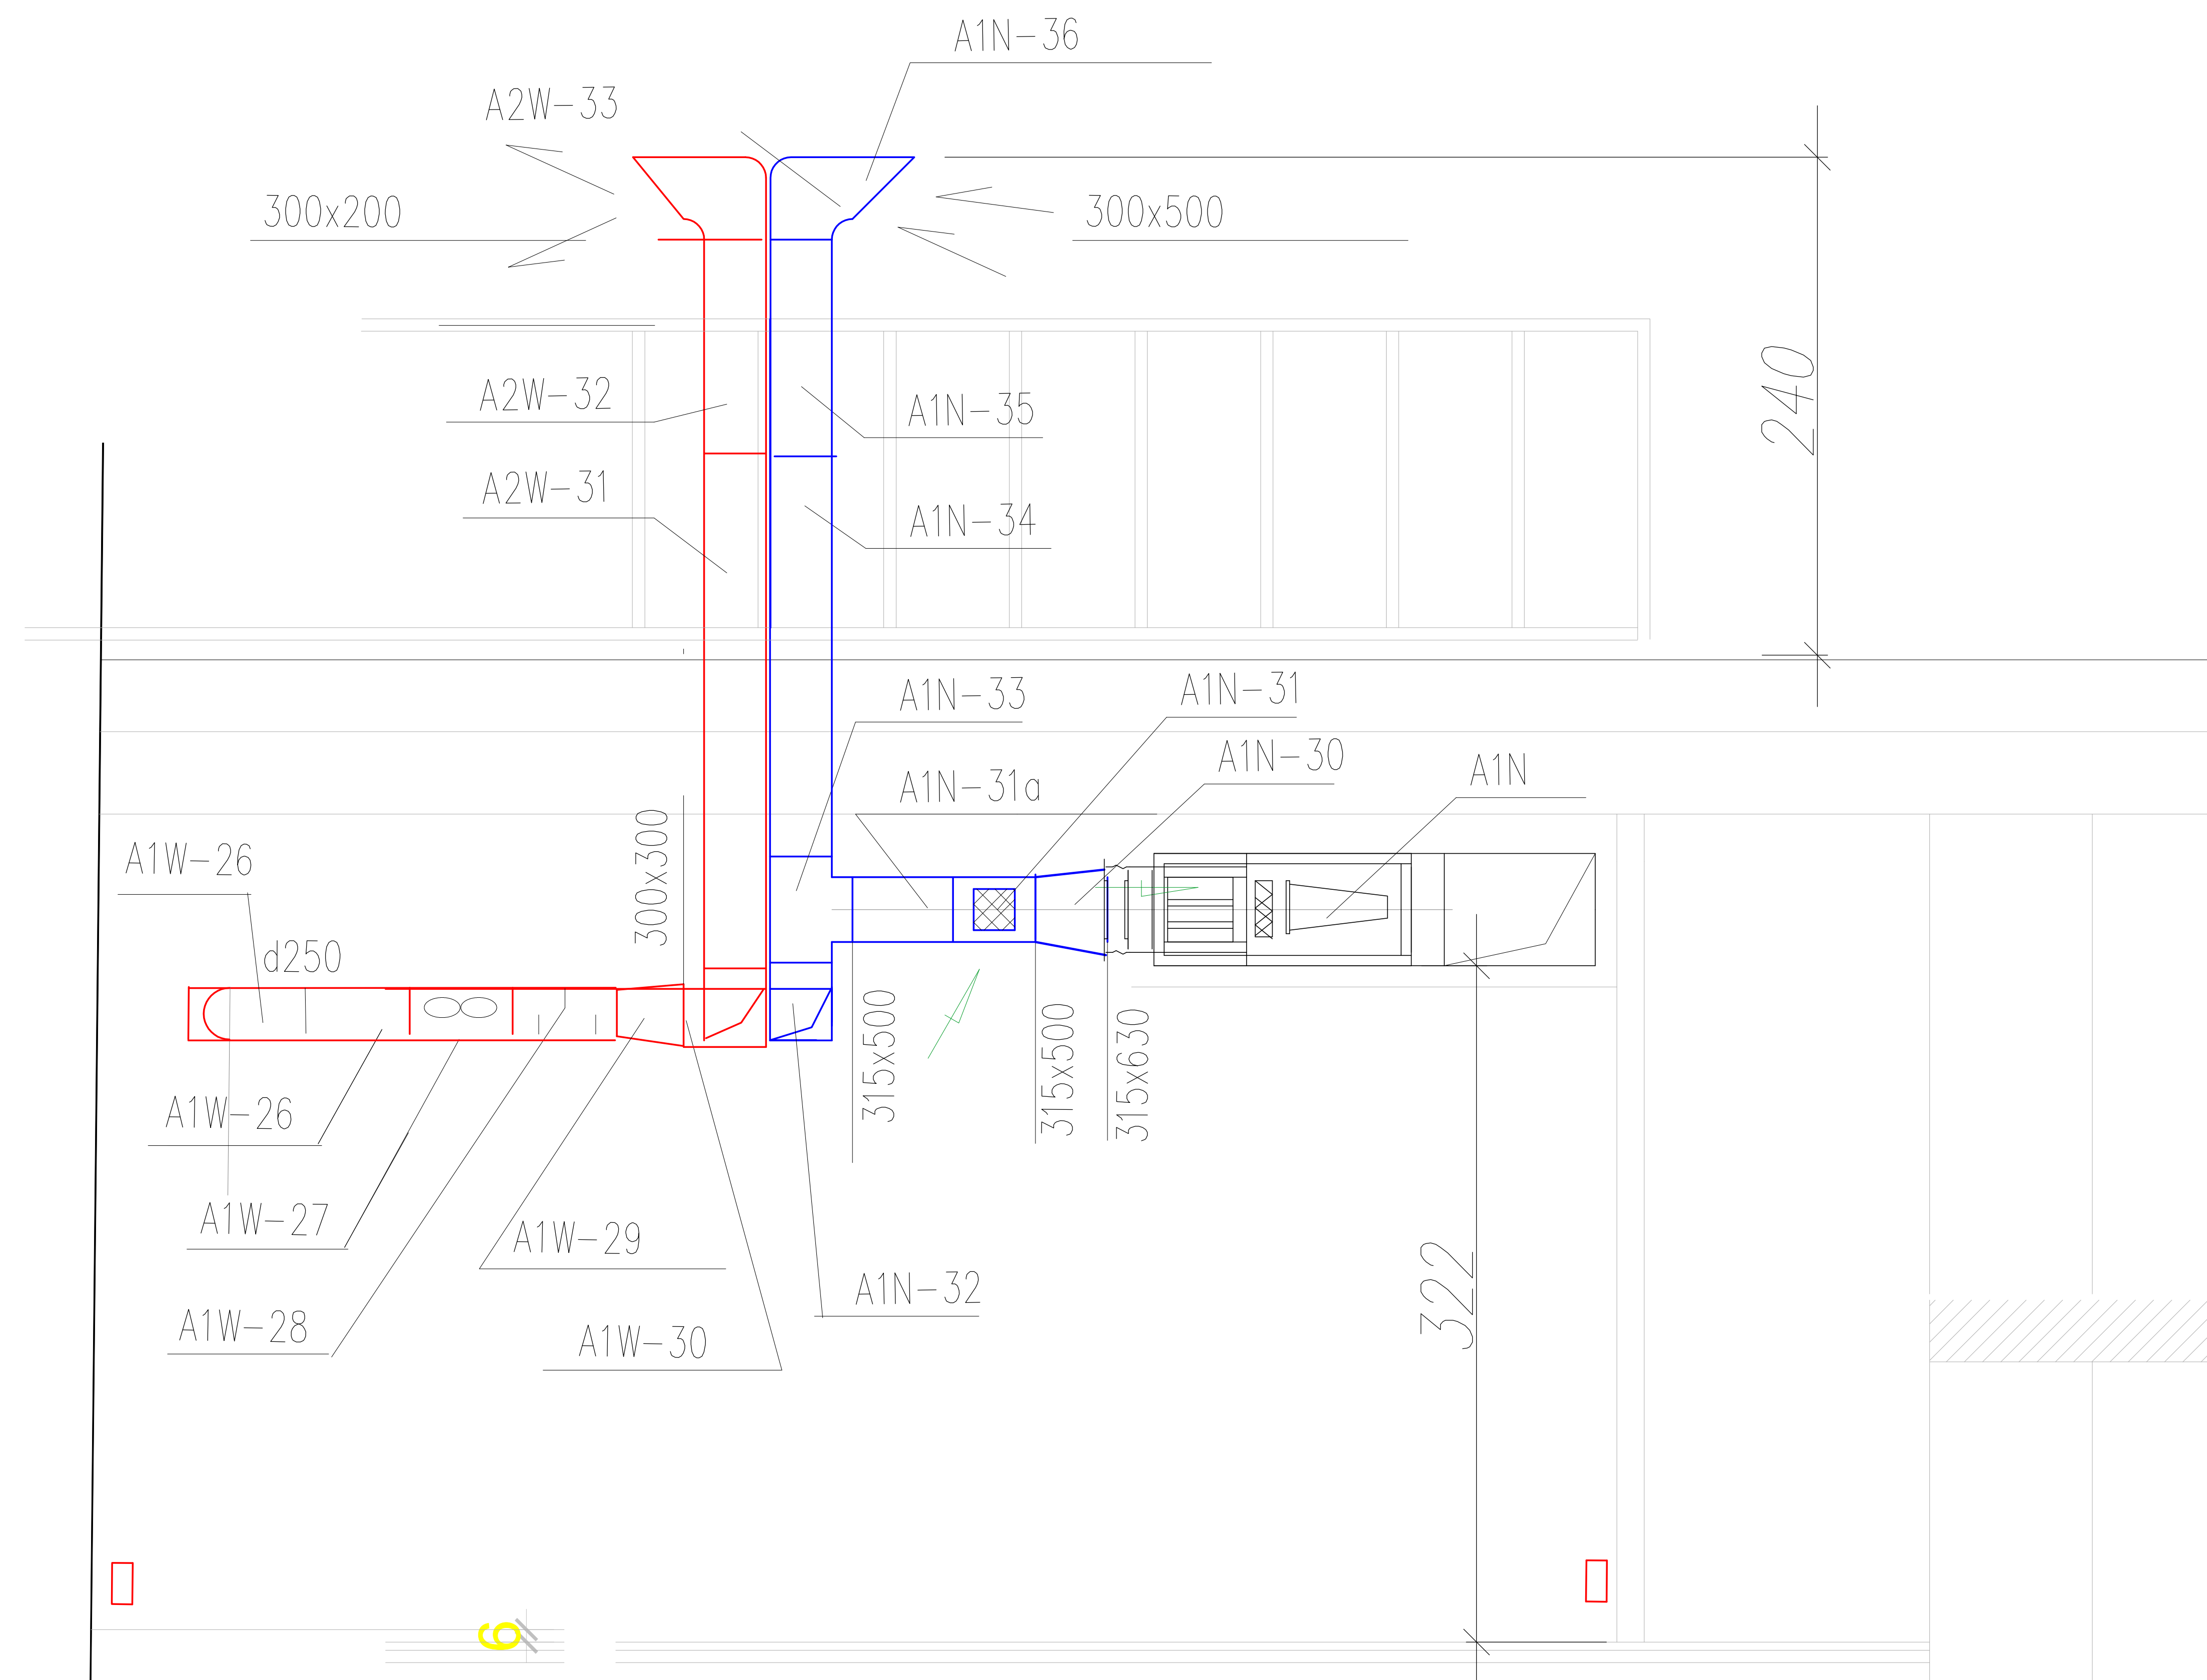 A1N-36
A2W-33
300x200
300x500
A2W-32
A1N-35
240
A2W-31
A1N-34
A1N-33
A1N-31
A1N-30
A1N
A1N-31a
300x300
A1W-26
d250
315x500
315x500
315x630
A1W-26
A1W-27
A1W-29
A1N-32
322
A1W-28
A1W-30
6